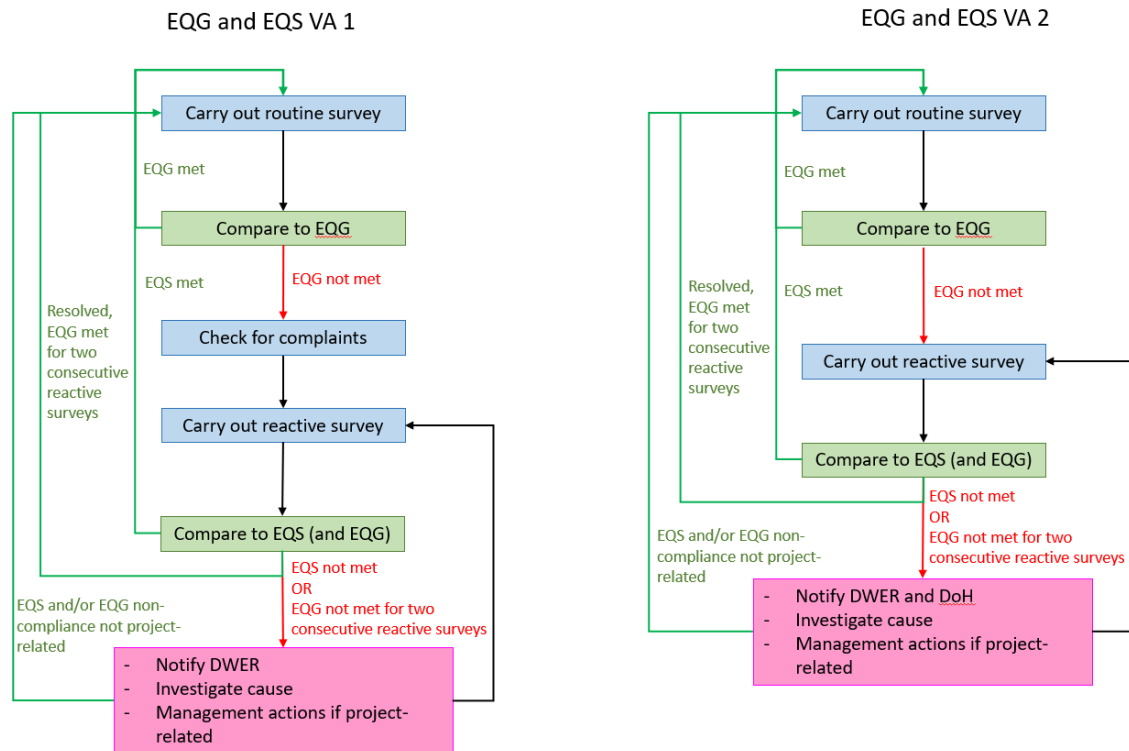 EQG and EQS VA 1
Carry out routine survey
EQG met
Compare to EQG
EQS met
EQG not met
Resolved,
EQG met
for two
consecutive
reactive
surveys
Check for complaints
Carry out reactive survey
Compare to EQS (and EQG)
EQS not met
OR
EQG not met for two
consecutive reactive surveys
EQS and/or EQG non-
compliance not project-
related
- Notify DWER
- Investigate cause
- Management actions if project-
related
EQG and EQS VA 2
Carry out routine survey
EQG met
Compare to EQG
EQS met
EQG not met
Resolved,
EQG met
for two
consecutive
reactive
surveys
Carry out reactive survey
Compare to EQS (and EQG)
EQS not met
OR
EQG not met for two
consecutive reactive surveys
EQS and/or EQG non-
compliance not project-
related
- Notify DWER and DoH
- Investigate cause
- Management actions if project-
related